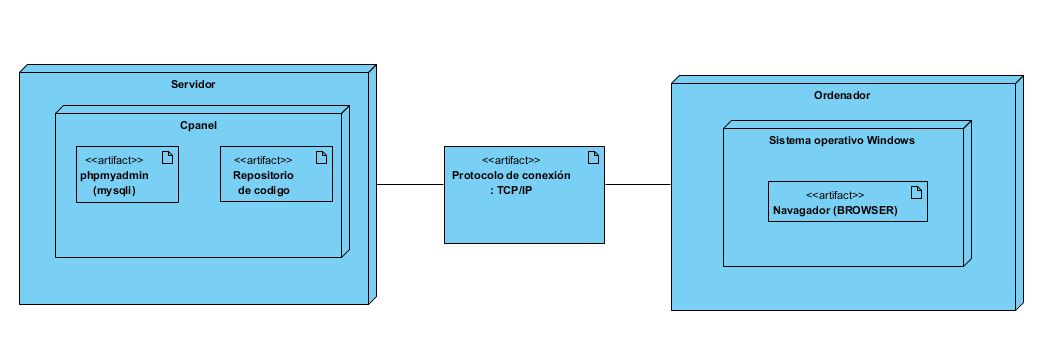 Servidor
Cpanel
<<artifact>>
phpmyadmin
(mysqli)
<<artifact>>
Repositorio
de codigo
<<artifact>>
Protocolo de conexión
: TCP/IP
Ordenador
Sistema operativo Windows
<<artifact>>
Navagador (BROWSER)